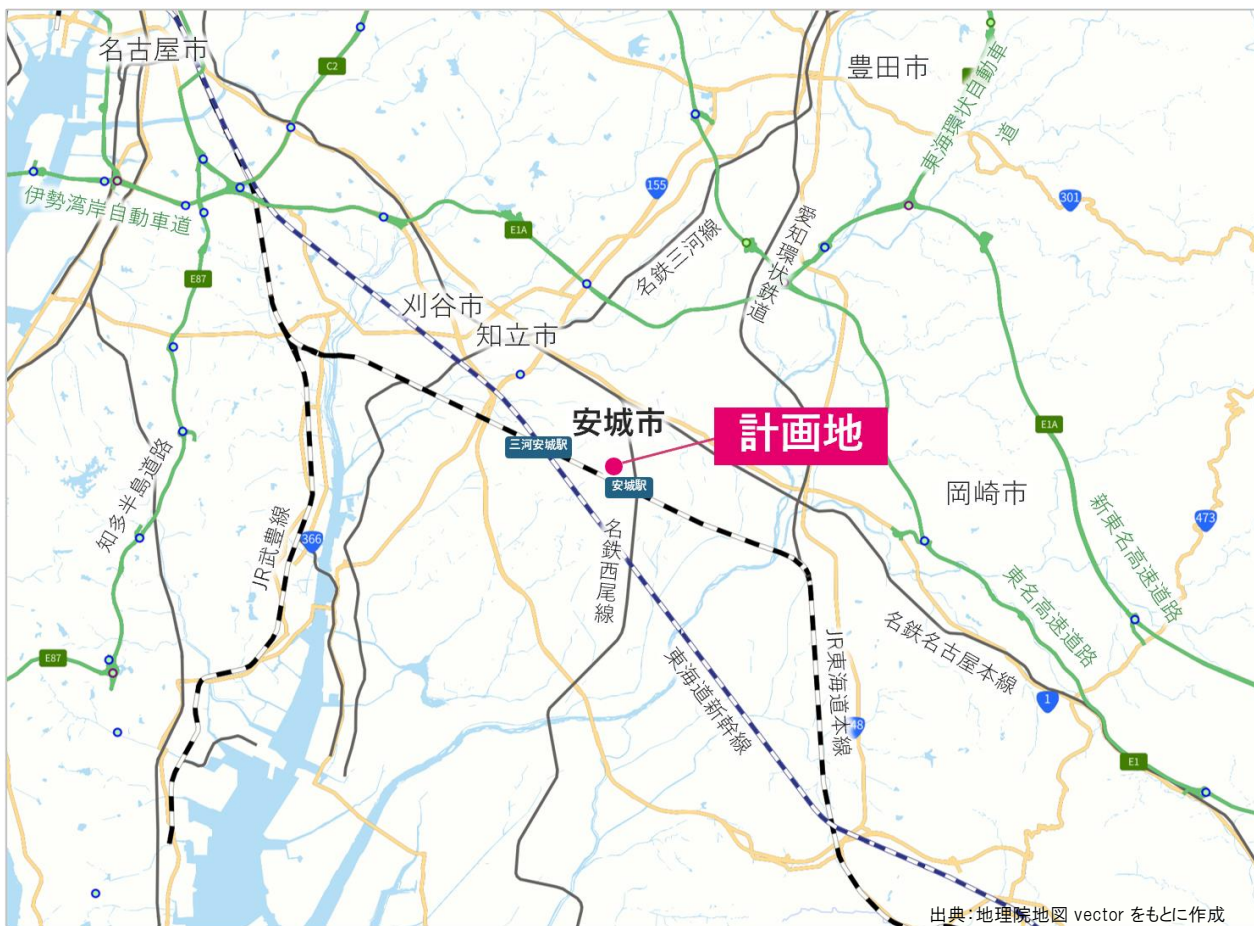 名古屋市
C2
豊田市
東海環状自動車
道
伊勢湾岸自動車道
155
301
E1A
名鉄三河線
愛知環状鉄道
E87
刈谷市
知立市
安城市
計画地
三河安城駅
安城駅
E1A
岡崎市
知多半島道路
JR武豊線
366
名鉄西尾線
473
新東名高速道路
東名高速道路
名鉄名古屋本線
JR東海道本線
東海道新幹線
E87
1
48
E1
出典：地理院地図 vector をもとに作成